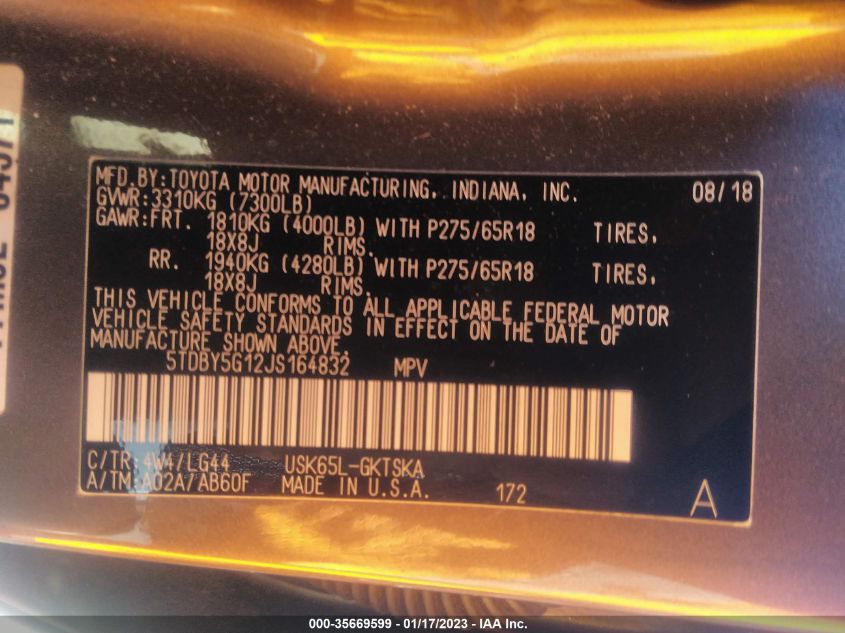 MFD. BY: TOYOTA MOTOR MANUFACTURING, INDIANA, INC. 08/18
GVWR: 3310KG (7300LB)
GAWR: FRT. 1810KG (4000LB) WITH P275/65R18 TIRES,
18X8J RIMS.
RR. 1940KG (4280LB) WITH P275/65R18 TIRES,
18X8J RIMS
THIS VEHICLE CONFORMS TO ALL APPLICABLE FEDERAL MOTOR
VEHICLE SAFETY STANDARDS IN EFFECT ON THE DATE OF
MANUFACTURE SHOWN ABOVE.
5TDBY5G12JS164832 MPV
C/TR: 4W4/LG44 USK65L-GKTSKA
A/TM: A02A/AB60F MADE IN U.S.A. 172 A
000-35669599 - 01/17/2023 - IAA Inc.